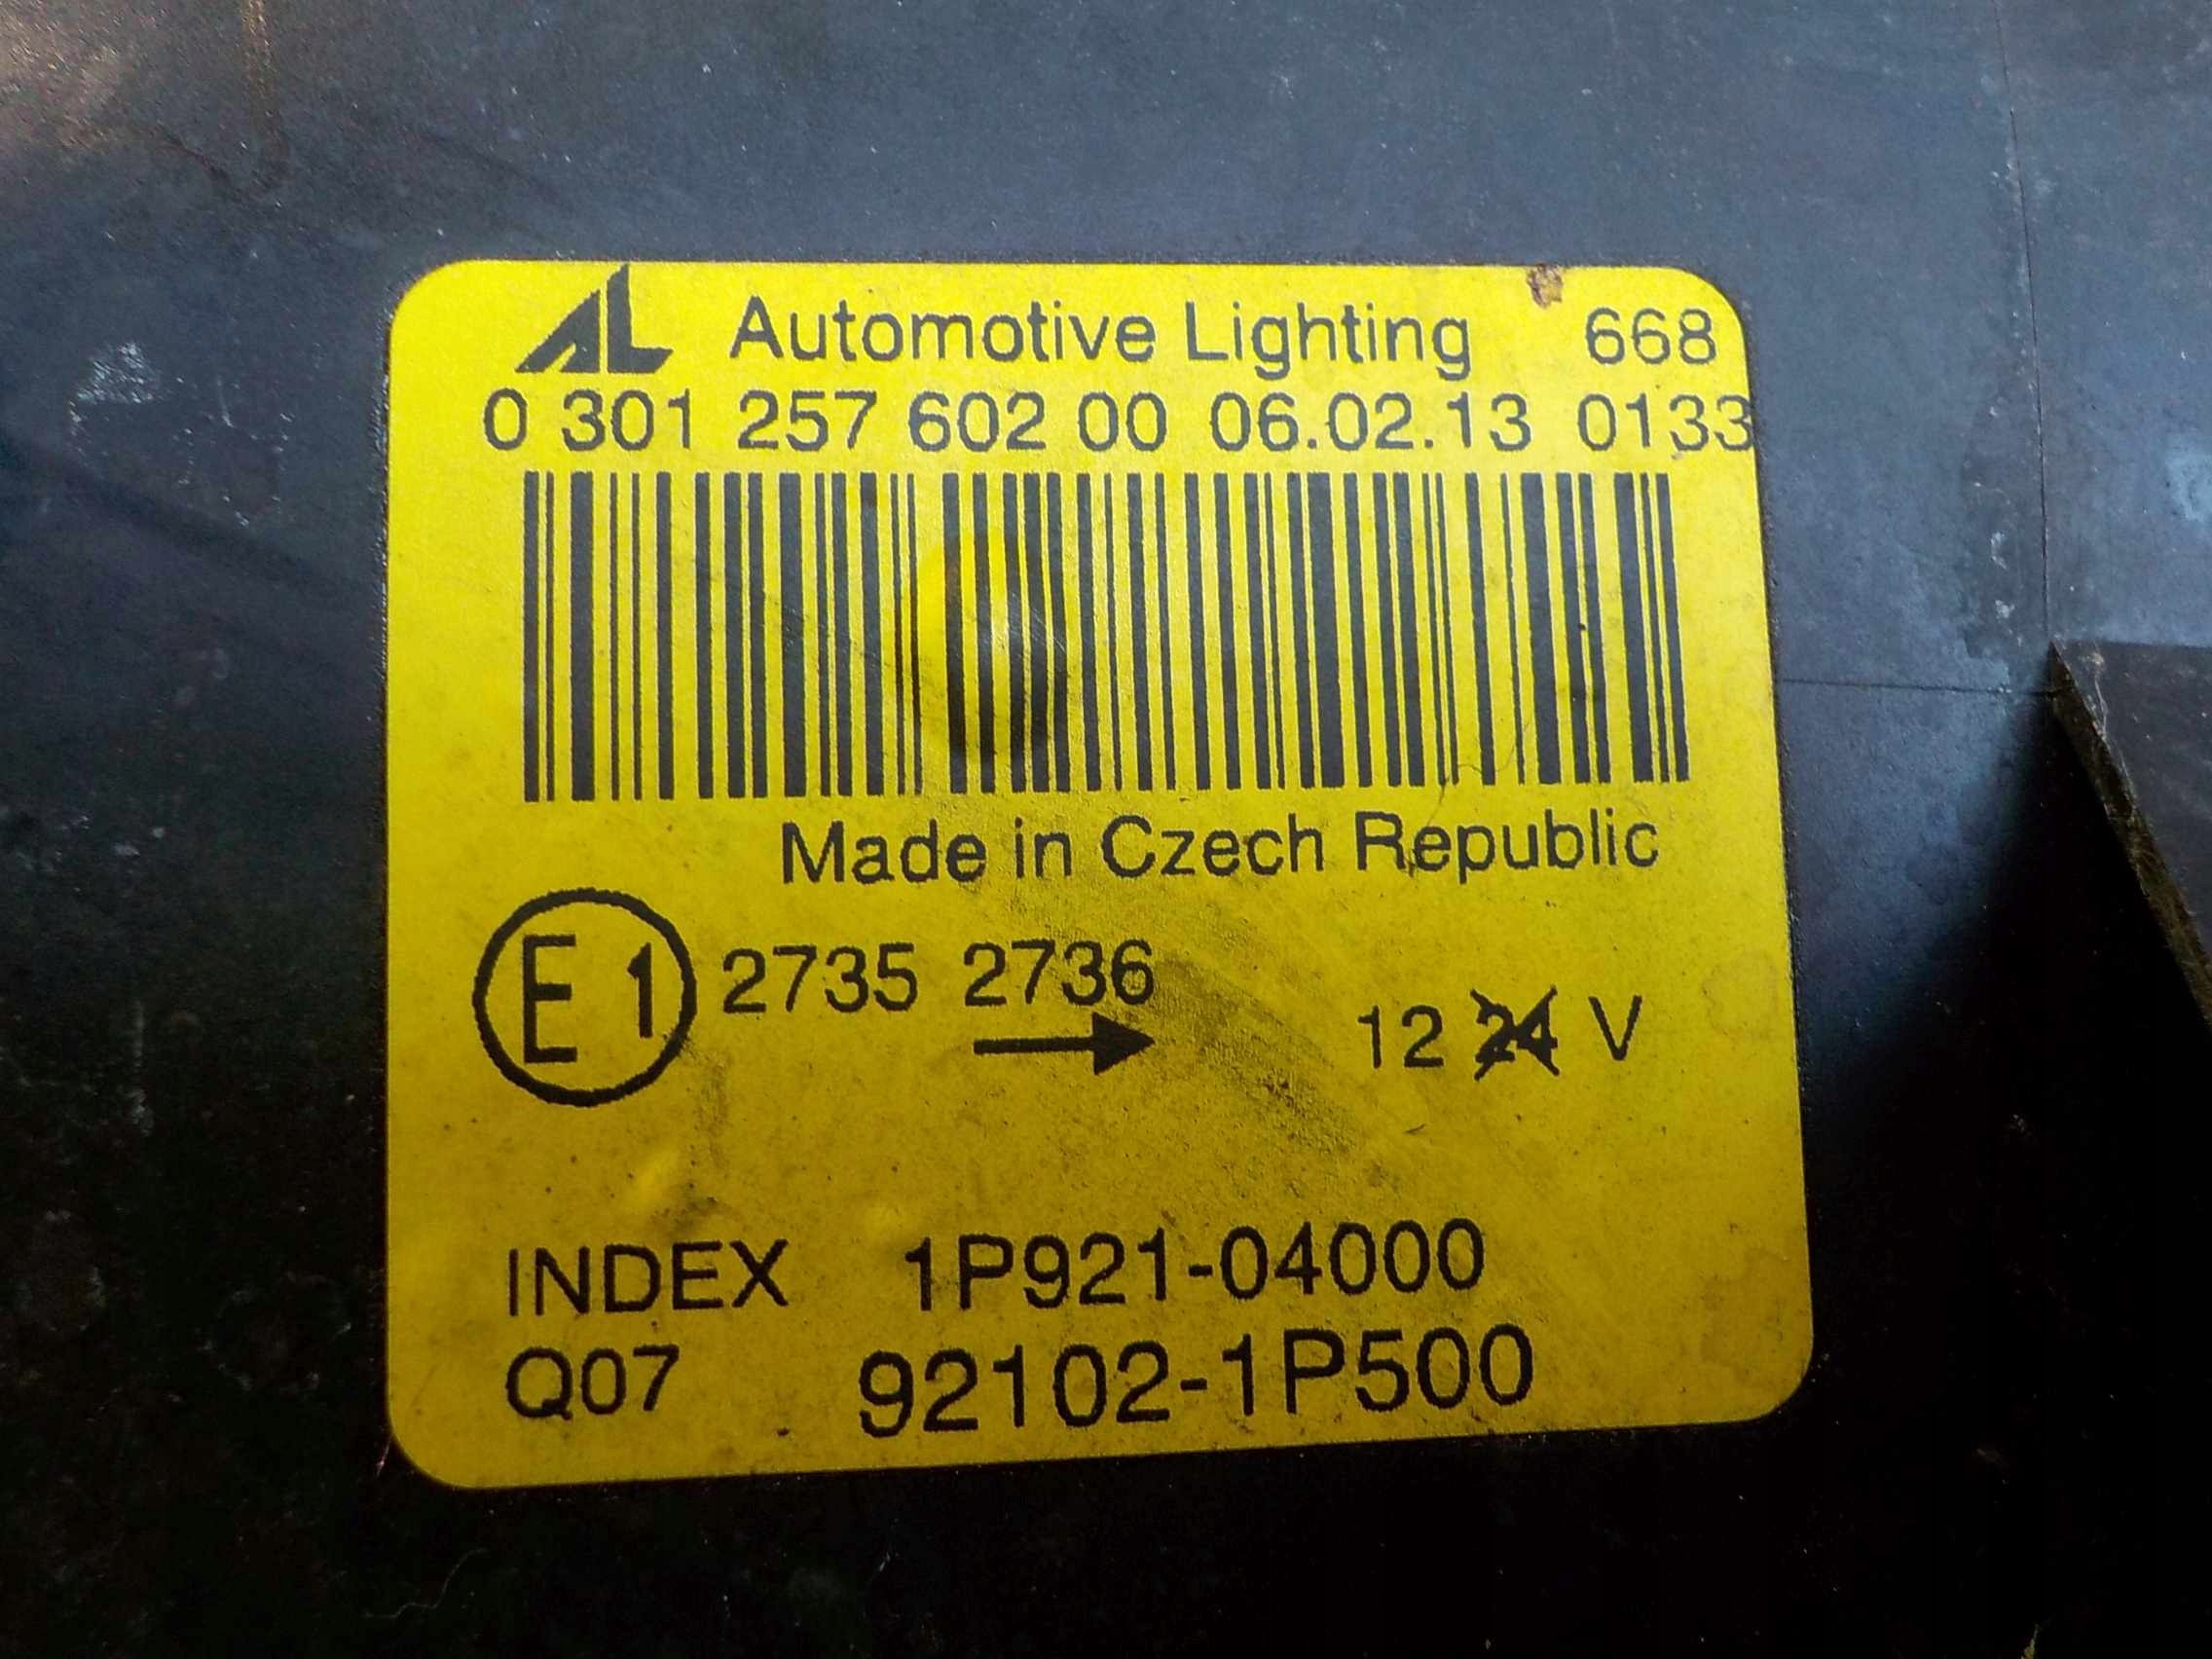 AL Automotive Lighting 668
0 301 257 602 00 06.02.13 0133
Made in Czech Republic
E1 2735 2736
12 24 V
INDEX 1P921-04000
Q07 92102-1P500